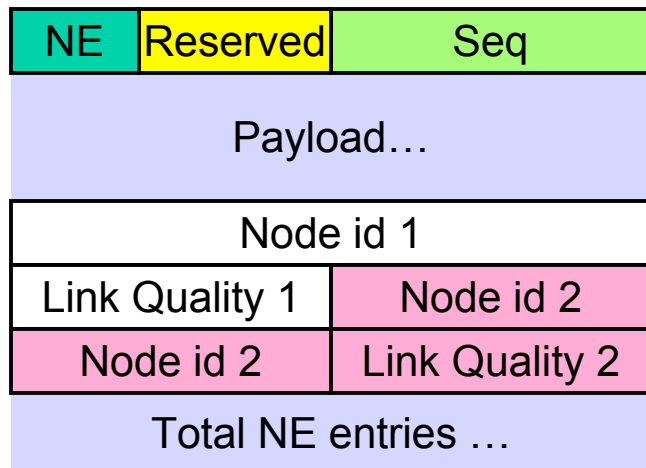 NE Reserved Seq
Payload…
Node id 1
Link Quality 1 Node id 2
Node id 2 Link Quality 2
Total NE entries …